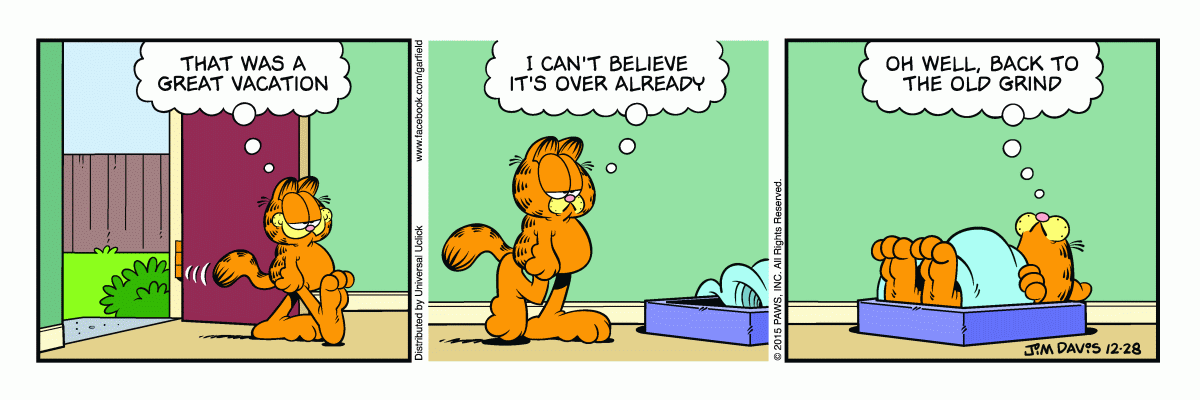 THAT WAS A
GREAT VACATION
www.facebook.com/garfield
Distributed by Universal Uclick
I CAN'T BELIEVE
IT'S OVER ALREADY
© 2015 PAWS, INC. All Rights Reserved.
OH WELL, BACK TO
THE OLD GRIND
JIM DAVIS 12-28